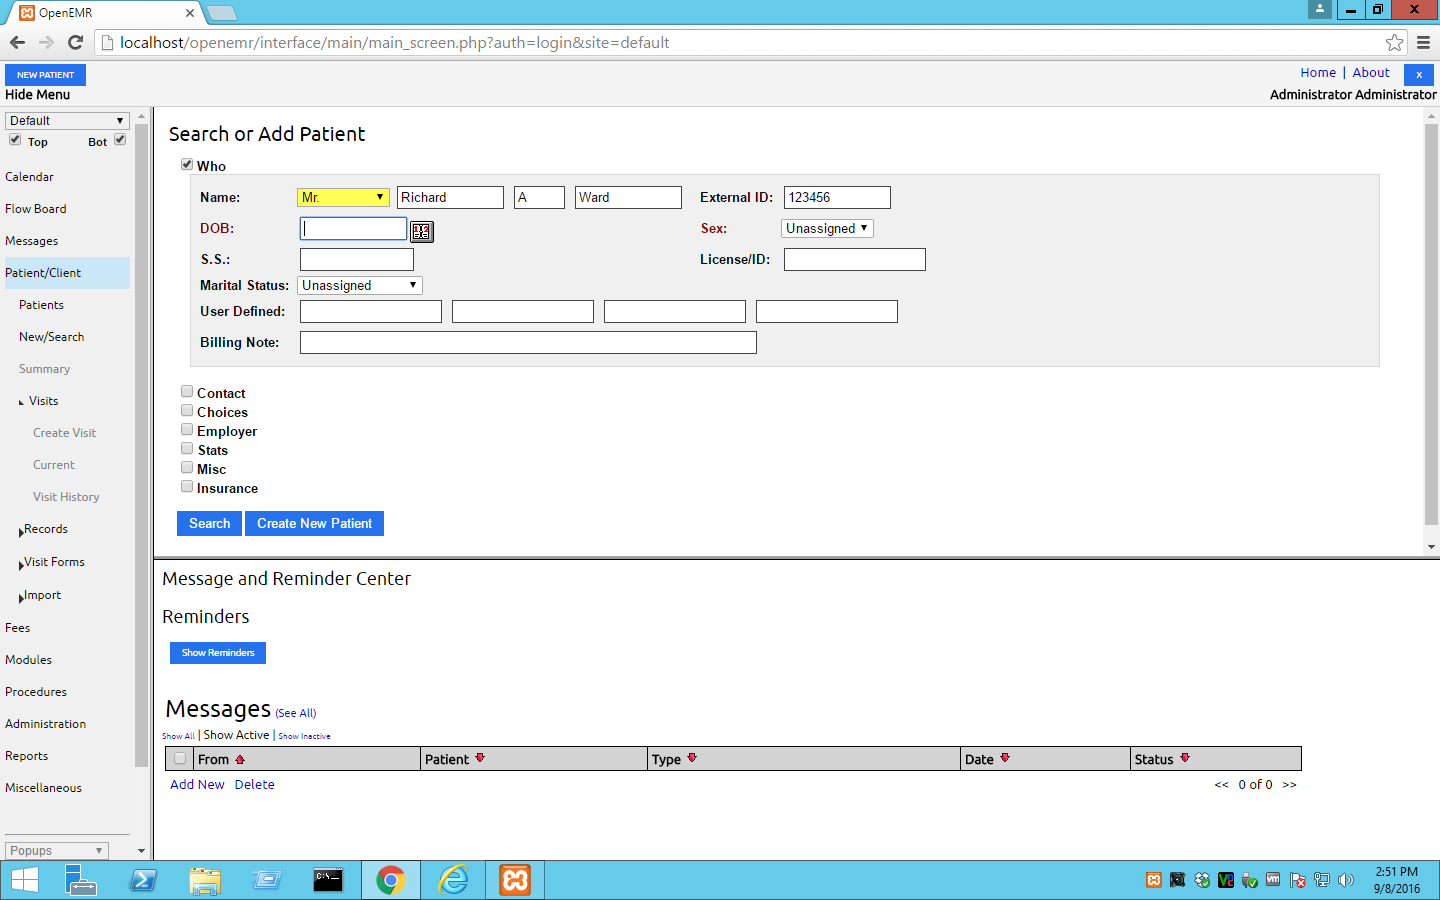 OpenEMR
localhost/openemr/interface/main/main_screen.php?auth=login&site=default
NEW PATIENT
Home | About x
Hide Menu
Administrator Administrator
Default
Top Bot
Calendar
Flow Board
Messages
Patient/Client
Patients
New/Search
Summary
Visits
Create Visit
Current
Visit History
Records
Visit Forms
Import
Fees
Modules
Procedures
Administration
Reports
Miscellaneous
Popups
Search or Add Patient
Who
Name: Mr. Richard A Ward External ID: 123456
DOB: Sex: Unassigned
S.S.: License/ID:
Marital Status: Unassigned
User Defined:
Billing Note:
Contact
Choices
Employer
Stats
Misc
Insurance
Search Create New Patient
Message and Reminder Center
Reminders
Show Reminders
Messages (See All)
Show All | Show Active | Show Inactive
From Patient Type Date Status
Add New Delete << 0 of 0 >>
2:51 PM
9/8/2016